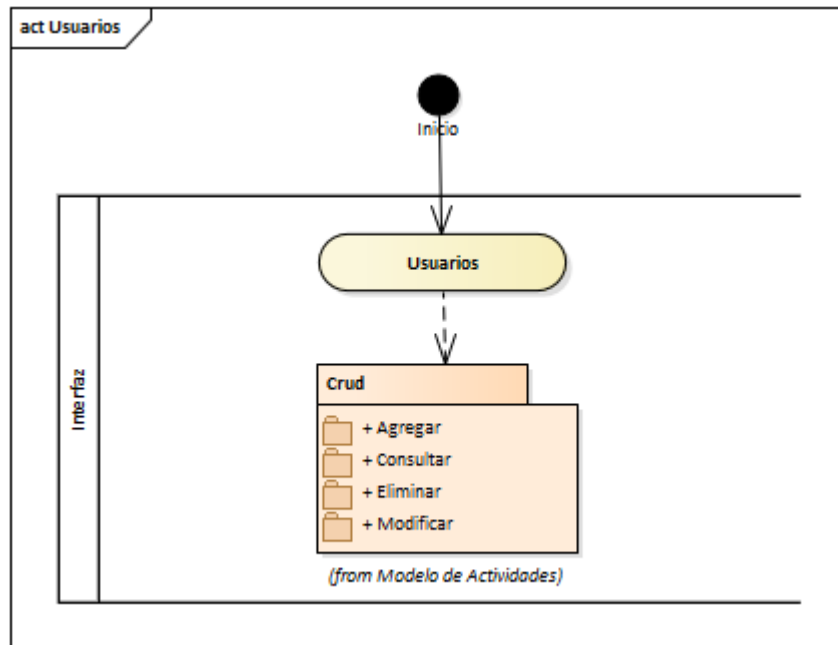 act Usuarios
Inicio
Usuarios
Interfaz
Crud
+ Agregar
+ Consultar
+ Eliminar
+ Modificar
(from Modelo de Actividades)